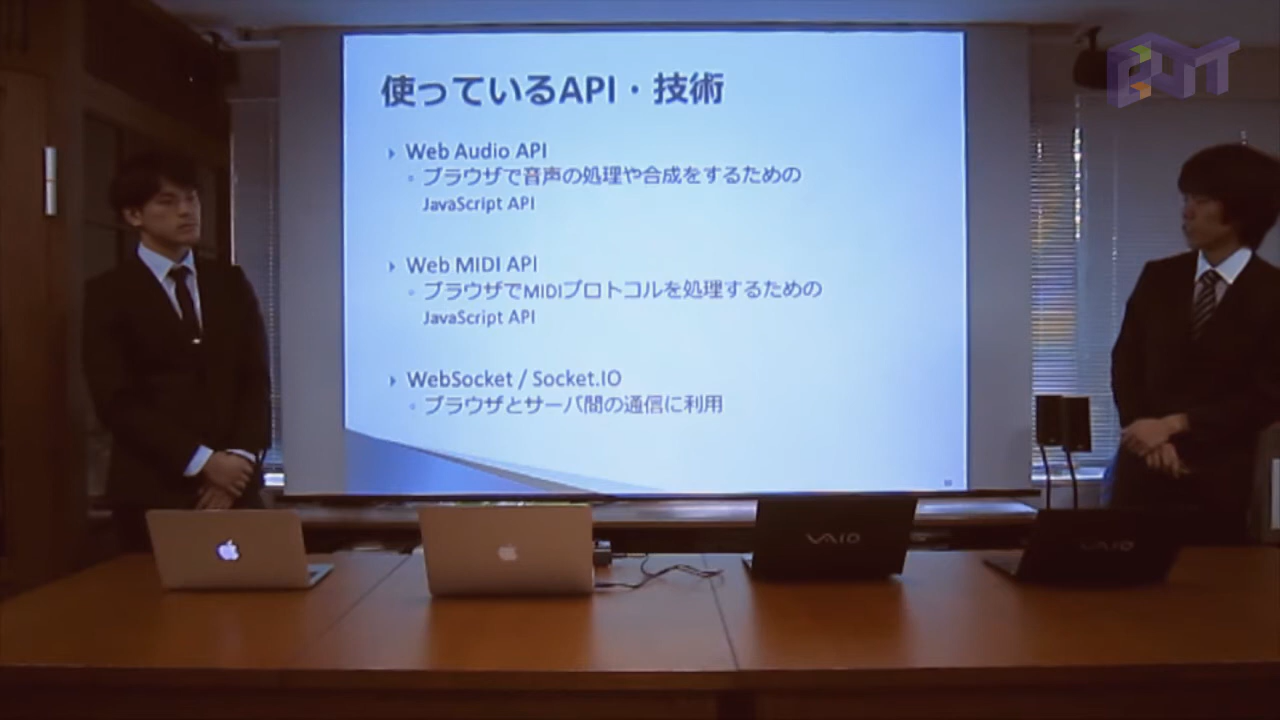 使っているAPI・技術
Web Audio API
ブラウザで音声の処理や合成をするための
JavaScript API
Web MIDI API
ブラウザでMIDIプロトコルを処理するための
JavaScript API
WebSocket / Socket.IO
ブラウザとサーバ間の通信に利用
VAIO
VAIO